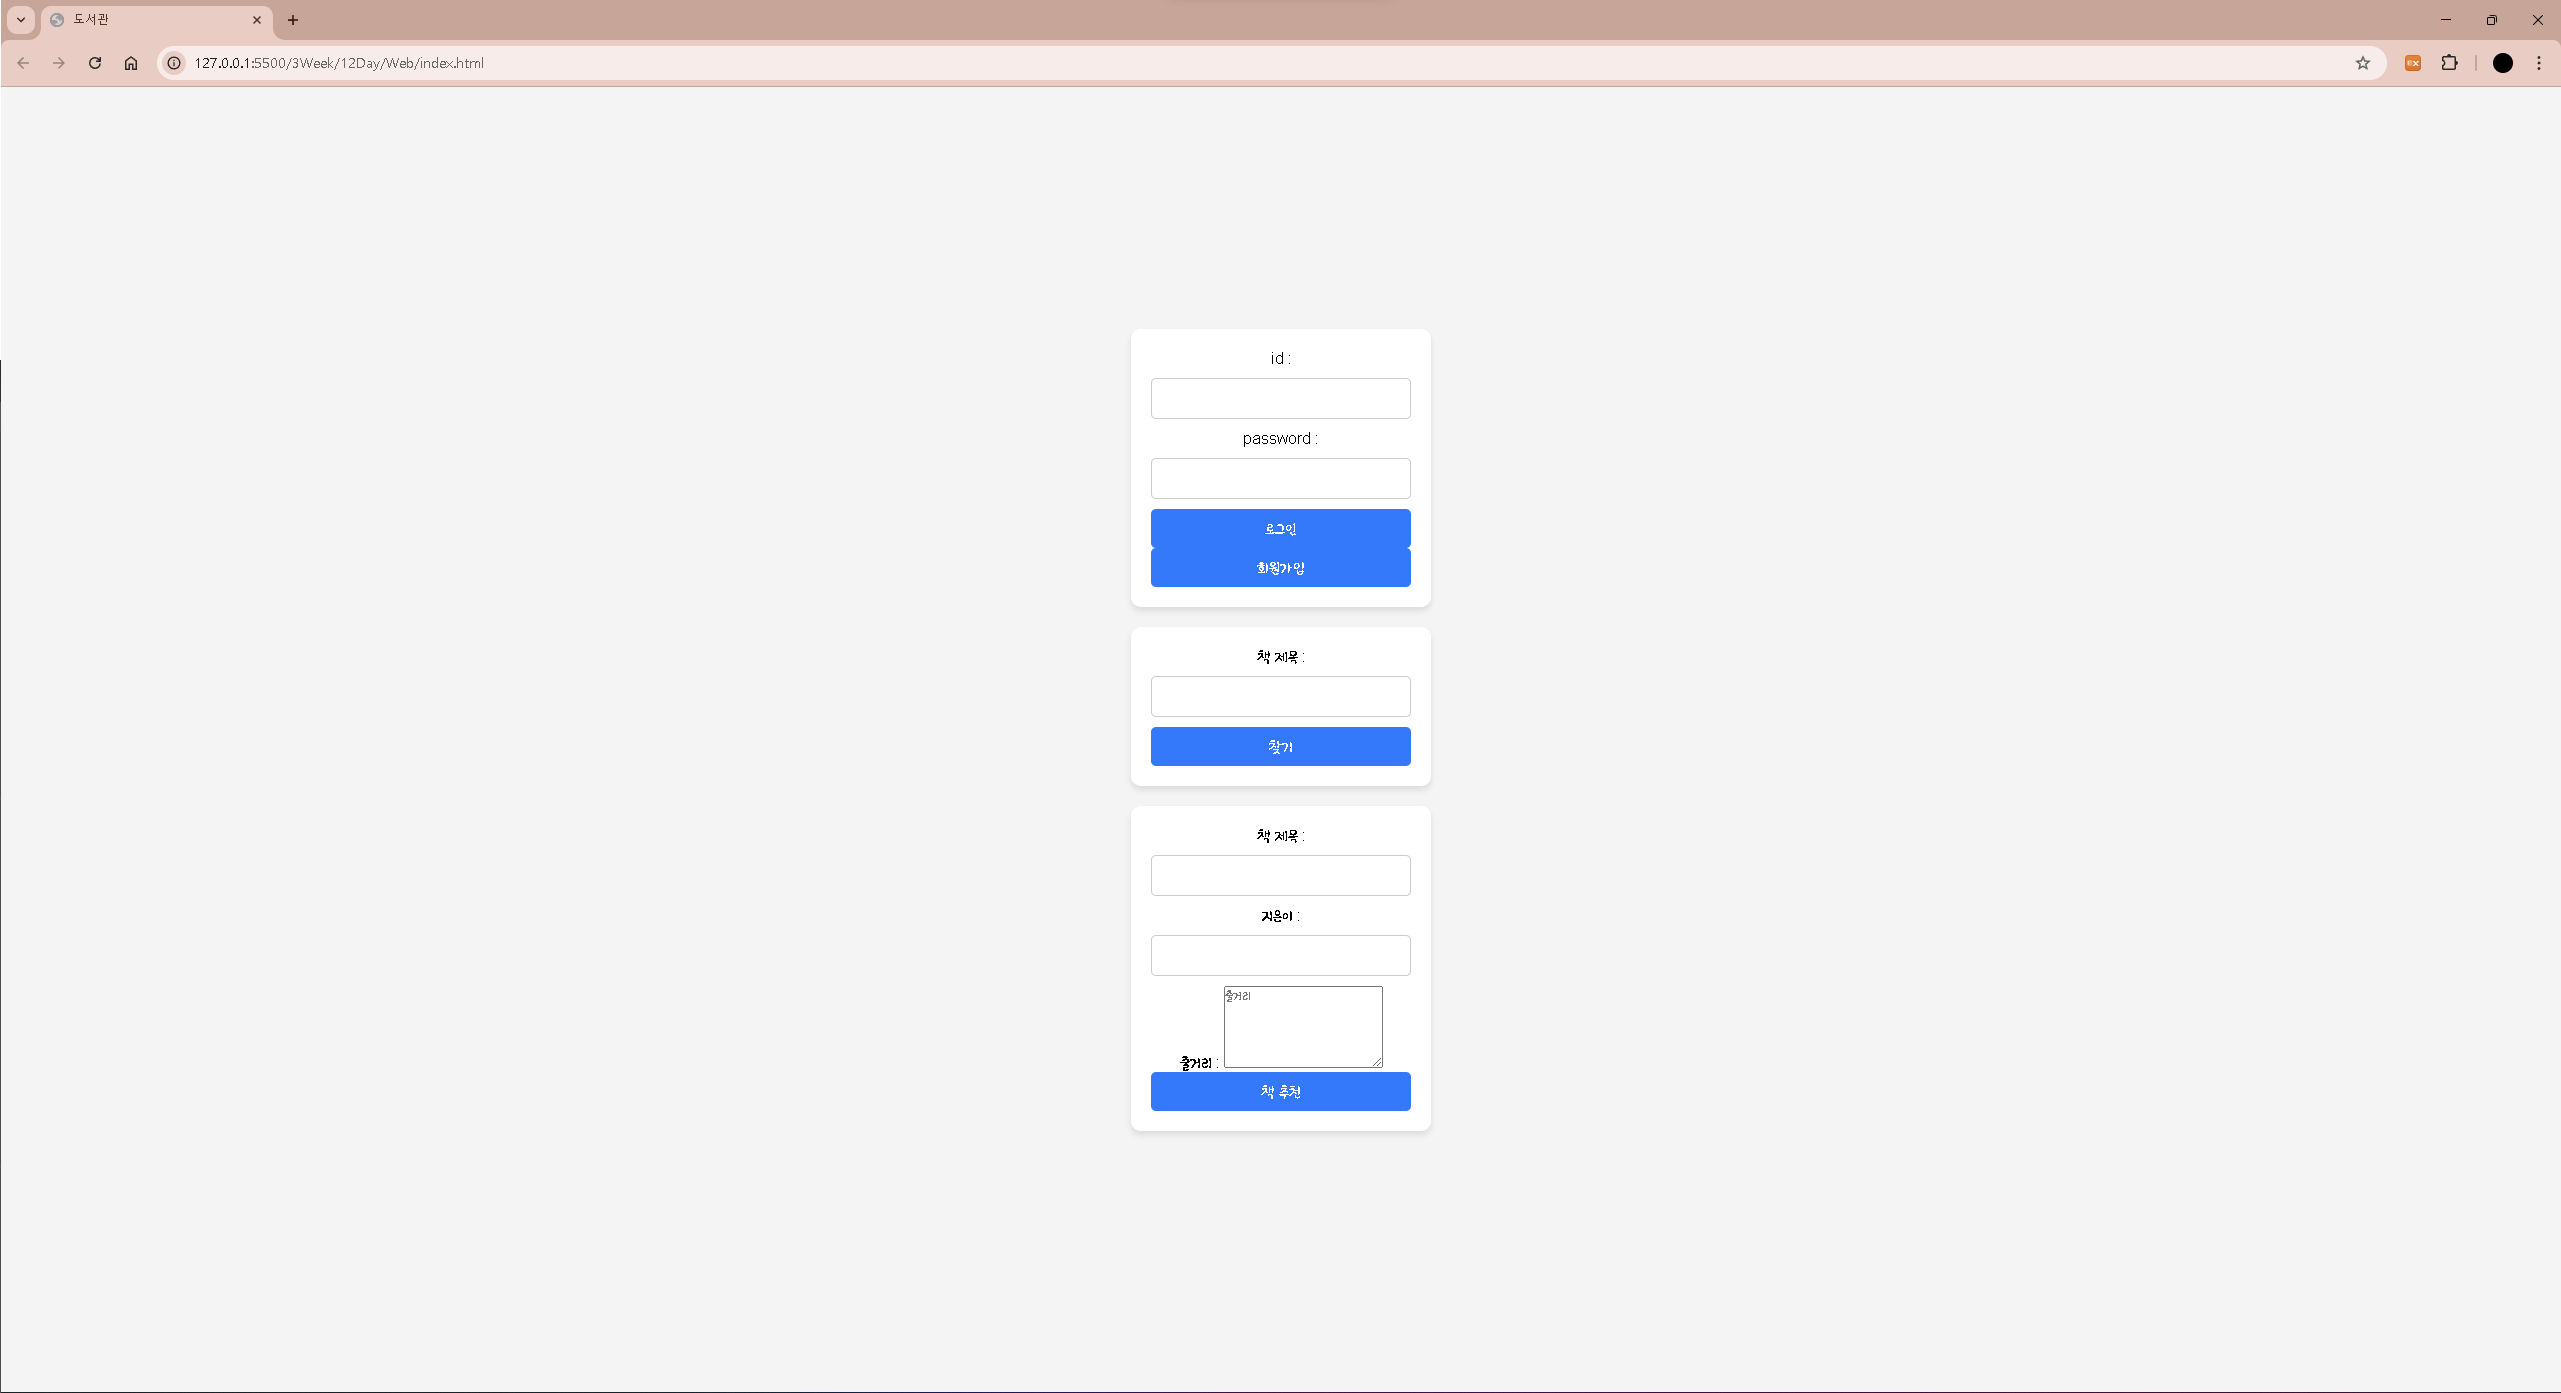 도서관
127.0.0.1:5500/3Week/12Day/Web/index.html
id :
password :
로그인
회원가입
책 제목 :
찾기
책 제목 :
지은이 :
줄거리
줄거리 :
책 추천